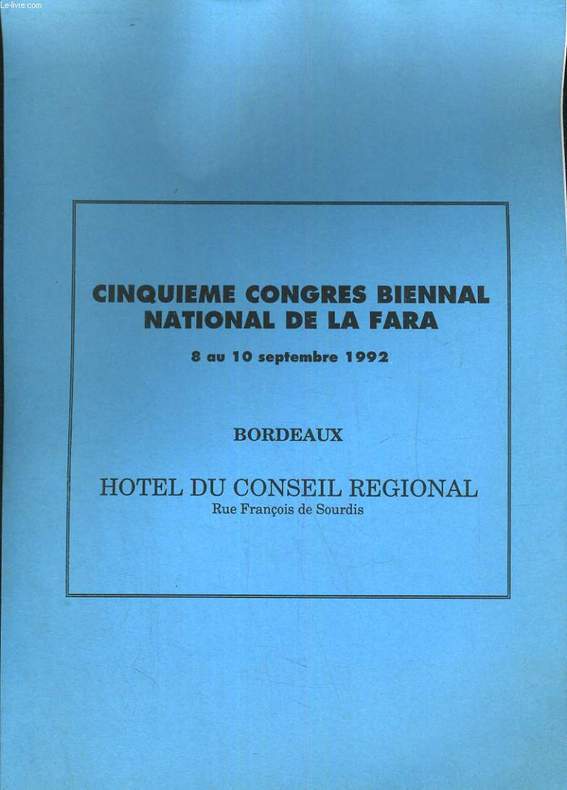 Le-livre.com
CINQUIEME CONGRES BIENNAL
NATIONAL DE LA FARA
8 au 10 septembre 1992
BORDEAUX
HOTEL DU CONSEIL REGIONAL
Rue François de Sourdis